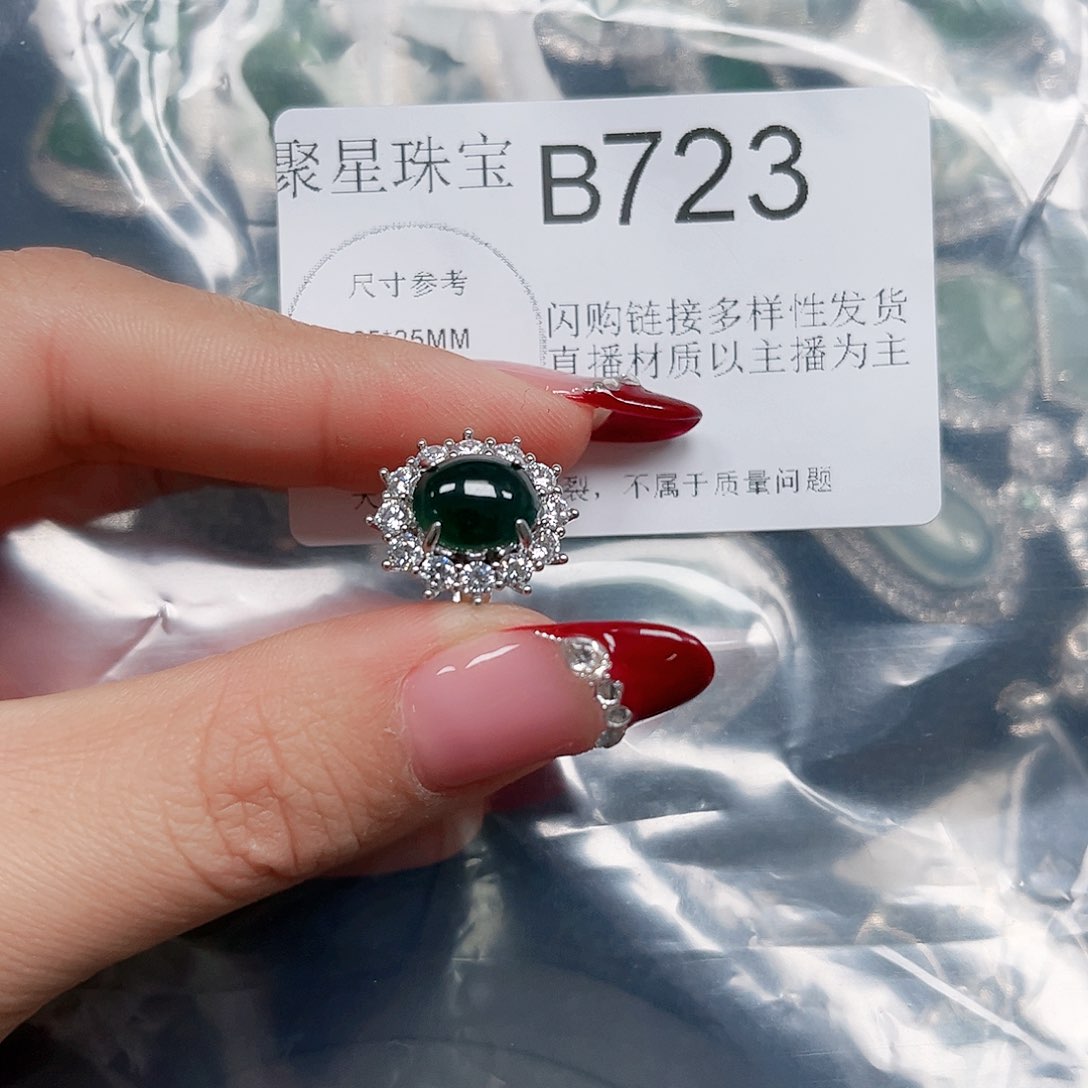 聚星珠宝
B723
尺寸参考
25MM
闪购链接多样性发货
直播材质以主播为主
裂，不属于质量问题